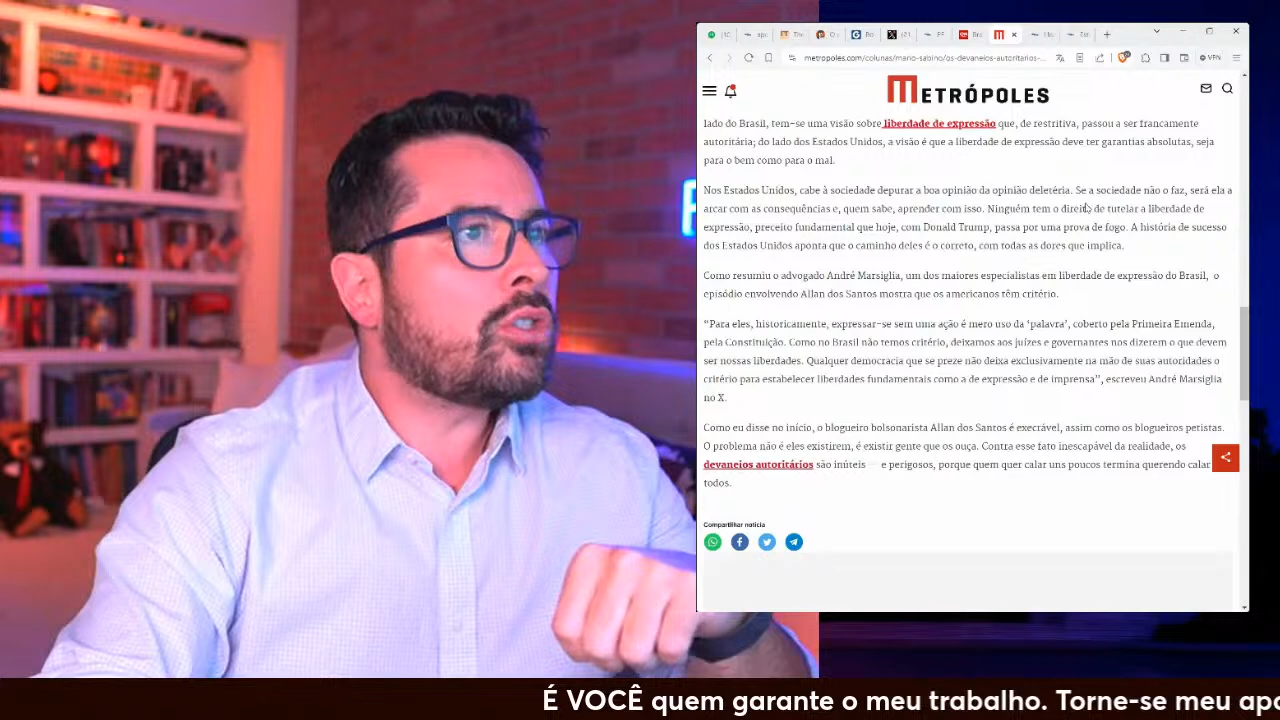 metropoles.com/colunas/mario-sabino/os-devaneios-autoritarios-...
VPN
METRÓPOLES
lado do Brasil, tem-se uma visão sobre liberdade de expressão que, de restritiva, passou a ser francamente
autoritária; do lado dos Estados Unidos, a visão é que a liberdade de expressão deve ter garantias absolutas, seja
para o bem como para o mal.
Nos Estados Unidos, cabe à sociedade depurar a boa opinião da opinião deletéria. Se a sociedade não o faz, será ela a
arcar com as consequências e, quem sabe, aprender com isso. Ninguém tem o direito de tutelar a liberdade de
expressão, preceito fundamental que hoje, com Donald Trump, passa por uma prova de fogo. A história de sucesso
dos Estados Unidos aponta que o caminho deles é o correto, com todas as dores que implica.
Como resumiu o advogado André Marsiglia, um dos maiores especialistas em liberdade de expressão do Brasil, o
episódio envolvendo Allan dos Santos mostra que os americanos têm critério.
“Para eles, historicamente, expressar-se sem uma ação é mero uso da ‘palavra’, coberto pela Primeira Emenda,
pela Constituição. Como no Brasil não temos critério, deixamos aos juízes e governantes nos dizerem o que devem
ser nossas liberdades. Qualquer democracia que se preze não deixa exclusivamente na mão de suas autoridades o
critério para estabelecer liberdades fundamentais como a de expressão e de imprensa”, escreveu André Marsiglia
no X.
Como eu disse no início, o blogueiro bolsonarista Allan dos Santos é execrável, assim como os blogueiros petistas.
O problema não é eles existirem, é existir gente que os ouça. Contra esse fato inescapável da realidade, os
devaneios autoritários são inúteis — e perigosos, porque quem quer calar uns poucos termina querendo calar
todos.
Compartilhar notícia
É VOCÊ quem garante o meu trabalho. Torne-se meu apo